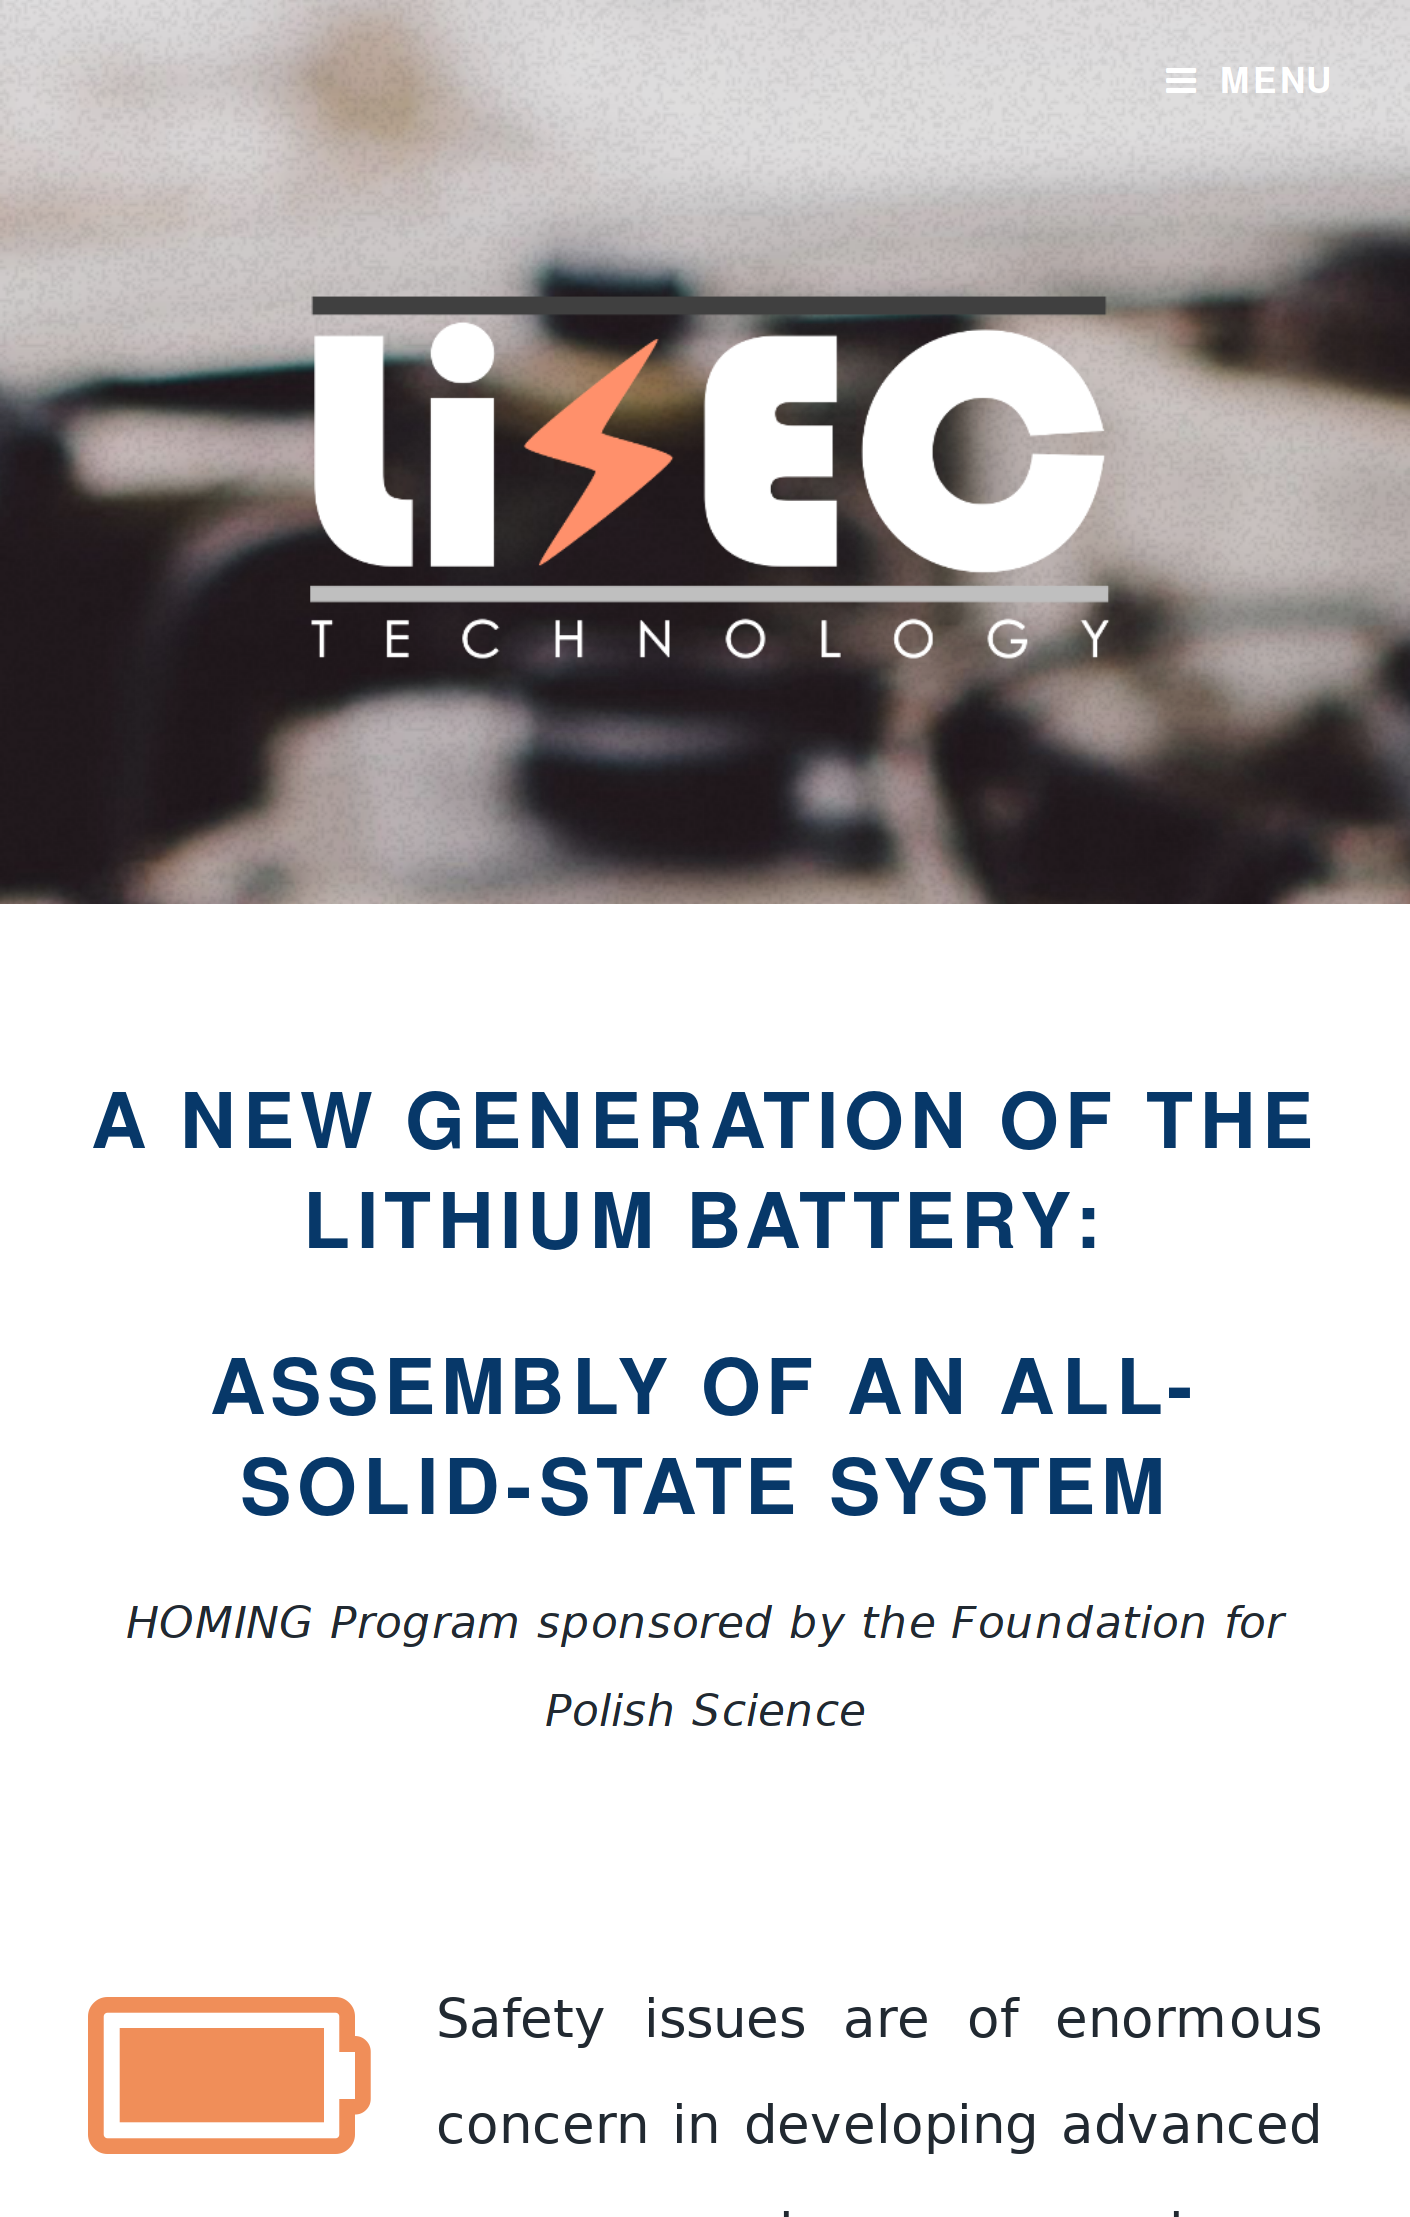 MENU
Li EC
TECHNOLOGY
A NEW GENERATION OF THE
LITHIUM BATTERY:
ASSEMBLY OF AN ALL-
SOLID-STATE SYSTEM
HOMING Program sponsored by the Foundation for
Polish Science
Safety issues are of enormous
concern in developing advanced